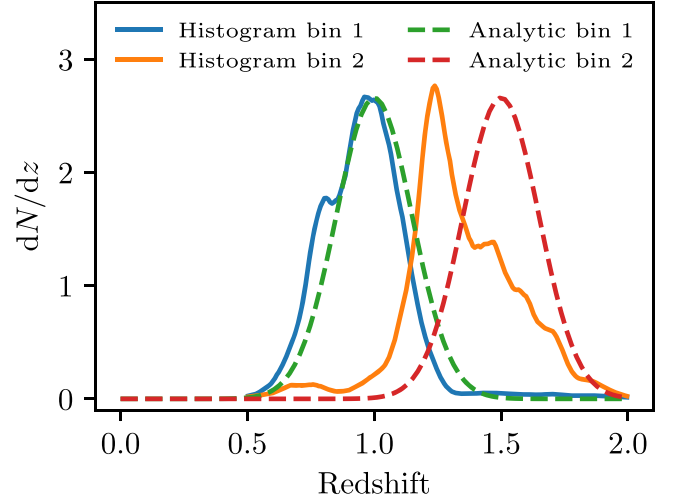 Histogram bin 1
Histogram bin 2
Analytic bin 1
Analytic bin 2
3
2
1
0
dN/dz
0.0 0.5 1.0 1.5 2.0
Redshift